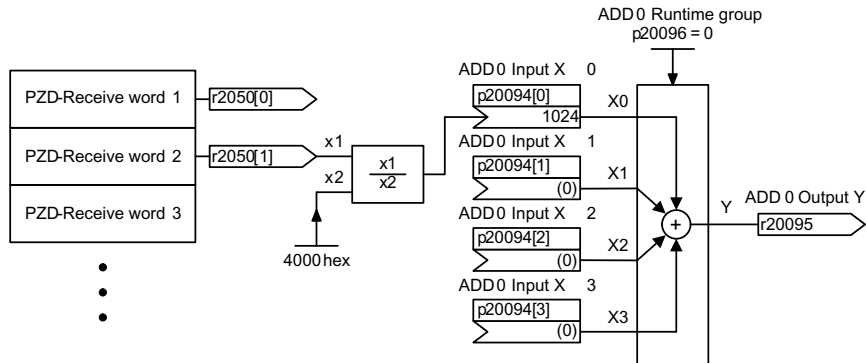 ADD 0 Runtime group
p20096 = 0
PZD-Receive word 1
r2050[0]
PZD-Receive word 2
r2050[1]
PZD-Receive word 3
x1
x2
x1
x2
4000 hex
ADD 0 Input X 0
p20094[0]
1024
X0
ADD 0 Input X 1
p20094[1]
(0)
X1
ADD 0 Input X 2
p20094[2]
(0)
X2
ADD 0 Input X 3
p20094[3]
(0)
X3
+
Y
ADD 0 Output Y
r20095